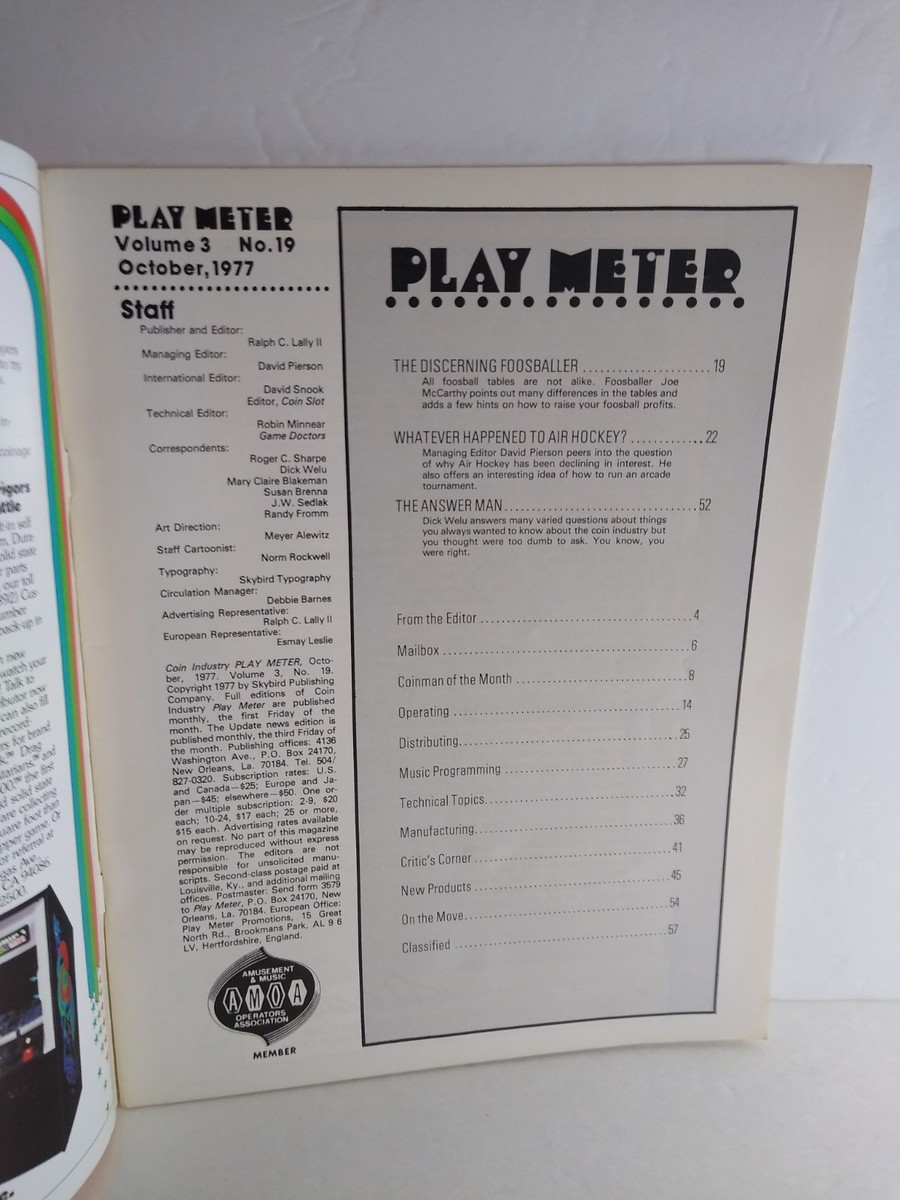 PLAY METER
Volume 3 No. 19
October, 1977
Staff
Publisher and Editor:
Ralph C. Lally II
Managing Editor:
David Pierson
International Editor:
David Snook
Editor, Coin Slot
Technical Editor:
Robin Minnear
Game Doctors
Correspondents:
Roger C. Sharpe
Dick Welu
Mary Claire Blakeman
Susan Brenna
J.W. Sedlak
Randy Fromm
Art Direction:
Meyer Alewitz
Staff Cartoonist:
Norm Rockwell
Typography:
Skybird Typography
Circulation Manager:
Debbie Barnes
Advertising Representative:
Ralph C. Lally II
European Representative:
Esmay Leslie
Coin Industry PLAY METER, Octo-
ber, 1977. Volume 3, No. 19.
Copyright 1977 by Skybird Publishing
Company. Full editions of Coin
Industry Play Meter are published
monthly, the first Friday of the
month. The Update news edition is
published monthly, the third Friday of
the month. Publishing offices: 4136
Washington Ave., P.O. Box 24170,
New Orleans, La. 70184. Tel. 504/
827-0320. Subscription rates: U.S.
and Canada—$25; Europe and Ja-
pan—$45; elsewhere—$50. One or-
der multiple subscription: 2-9, $20
each; 10-24, $17 each; 25 or more,
$15 each. Advertising rates available
on request. No part of this magazine
may be reproduced without express
permission. The editors are not
responsible for unsolicited manu-
scripts. Second-class postage paid at
Louisville, Ky., and additional mailing
offices. Postmaster: Send form 3579
to Play Meter, P.O. Box 24170, New
Orleans, La. 70184. European Office:
Play Meter Promotions, 15 Great
North Rd., Brookmans Park, AL 9 6
LV, Hertfordshire, England.
AMUSEMENT
& MUSIC
AMOA
OPERATORS
ASSOCIATION
MEMBER
PLAY METER
THE DISCERNING FOOSBALLER ..................... 19
All foosball tables are not alike. Foosballer Joe
McCarthy points out many differences in the tables and
adds a few hints on how to raise your foosball profits.
WHATEVER HAPPENED TO AIR HOCKEY? ............ 22
Managing Editor David Pierson peers into the question
of why Air Hockey has been declining in interest. He
also offers an interesting idea of how to run an arcade
tournament.
THE ANSWER MAN .............................. 52
Dick Welu answers many varied questions about things
you always wanted to know about the coin industry but
you thought were too dumb to ask. You know, you
were right.
From the Editor .................................. 4
Mailbox ........................................ 6
Coinman of the Month ........................... 8
Operating ..................................... 14
Distributing .................................... 25
Music Programming ............................ 27
Technical Topics ............................... 32
Manufacturing ................................. 36
Critic's Corner ................................. 41
New Products .................................. 45
On the Move ................................... 54
Classified ..................................... 57